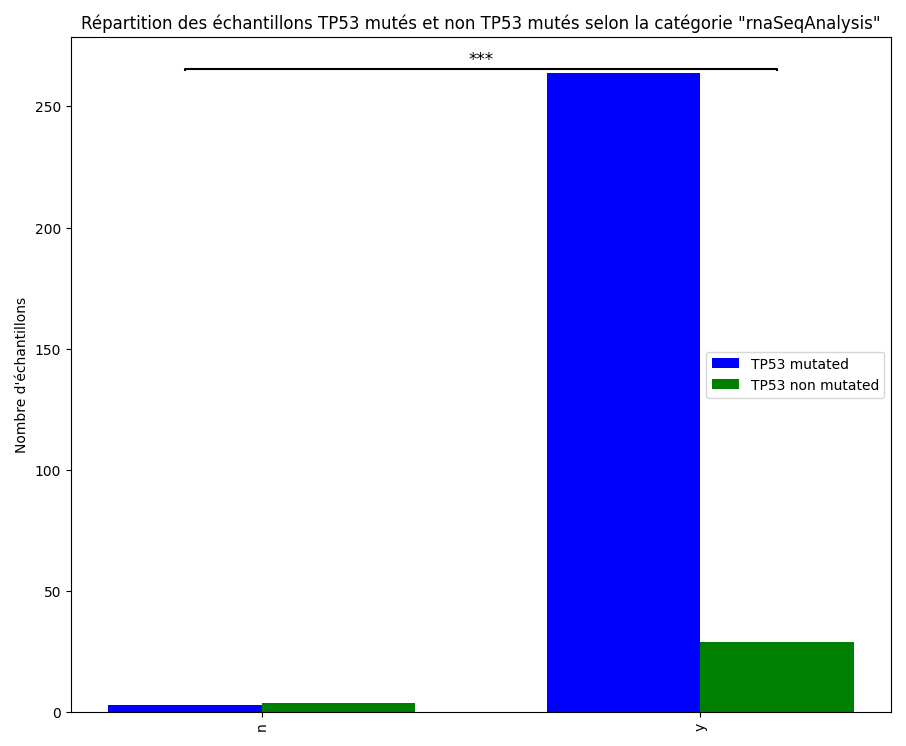 Répartition des échantillons TP53 mutés et non TP53 mutés selon la catégorie "rnaSeqAnalysis"
***
250
200
150
100
50
0
Nombre d'échantillons
TP53 mutated
TP53 non mutated
n
y